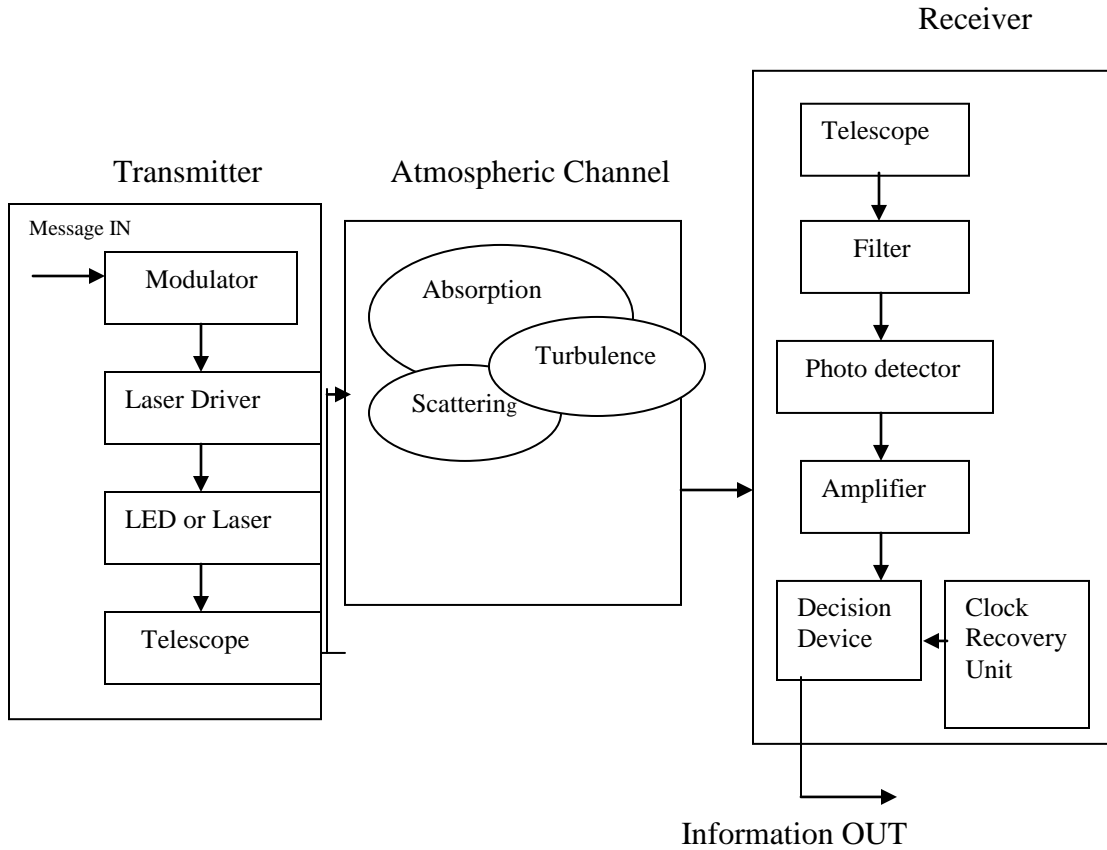 Transmitter
Message IN
Modulator
Laser Driver
LED or Laser
Telescope
Atmospheric Channel
Absorption
Turbulence
Scattering
Receiver
Telescope
Filter
Photo detector
Amplifier
Decision
Device
Clock
Recovery
Unit
Information OUT